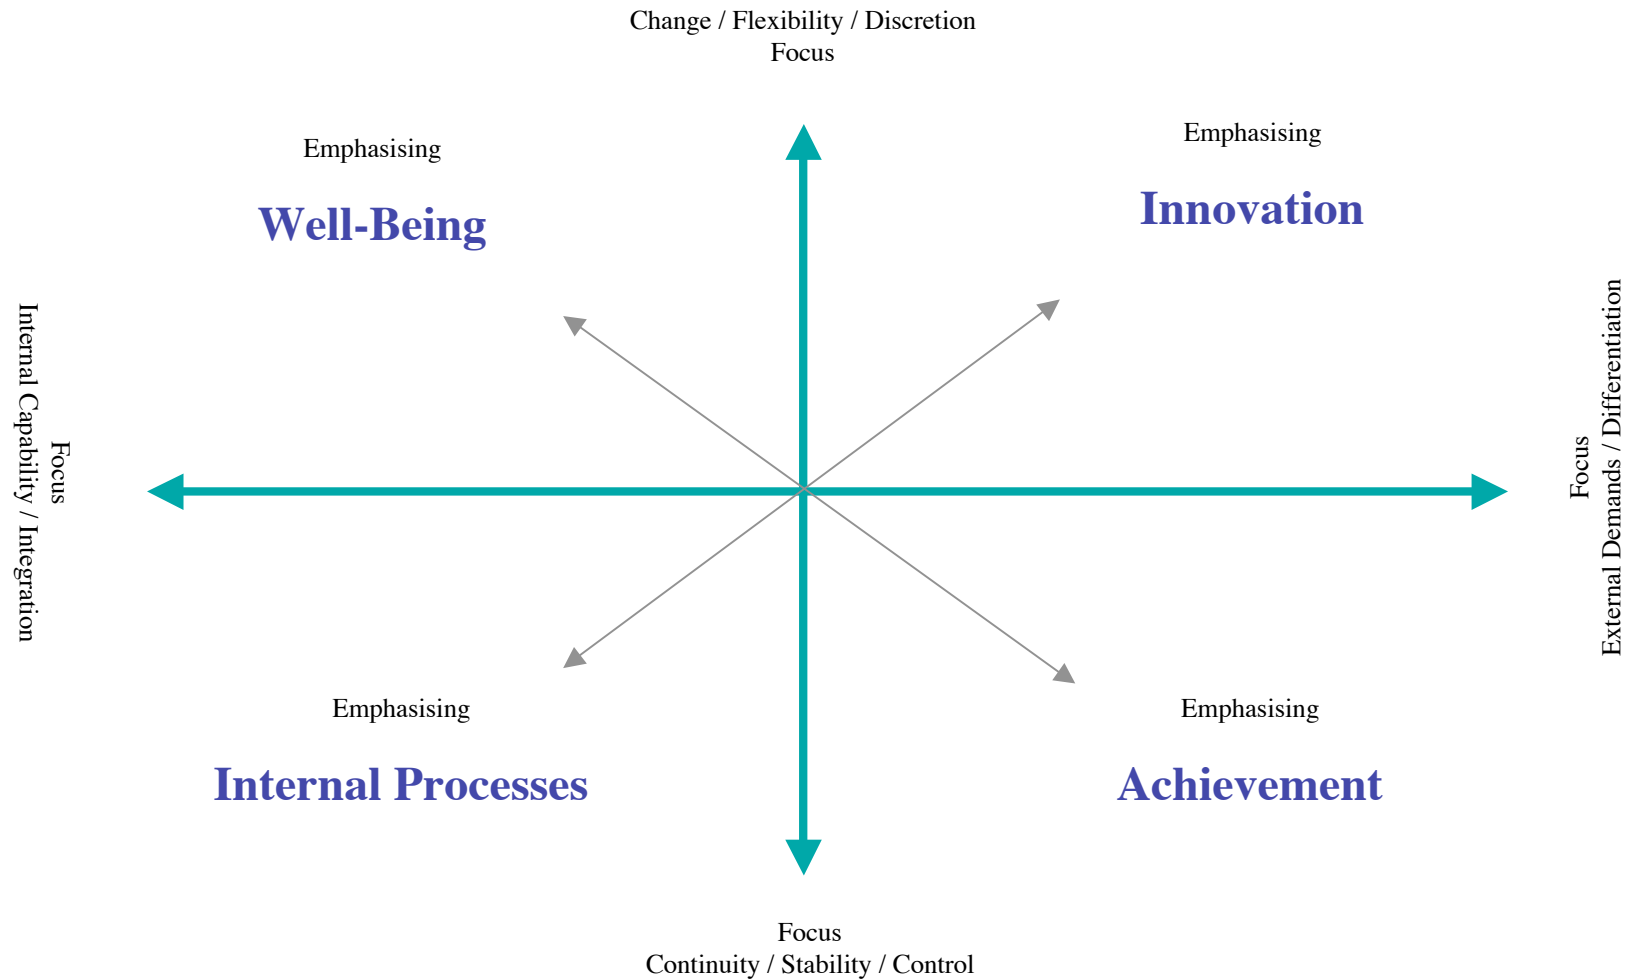 Change / Flexibility / Discretion
Focus
Emphasising
Well-Being
Emphasising
Innovation
Internal Capability / Integration
Focus
Focus
External Demands / Differentiation
Emphasising
Internal Processes
Emphasising
Achievement
Focus
Continuity / Stability / Control